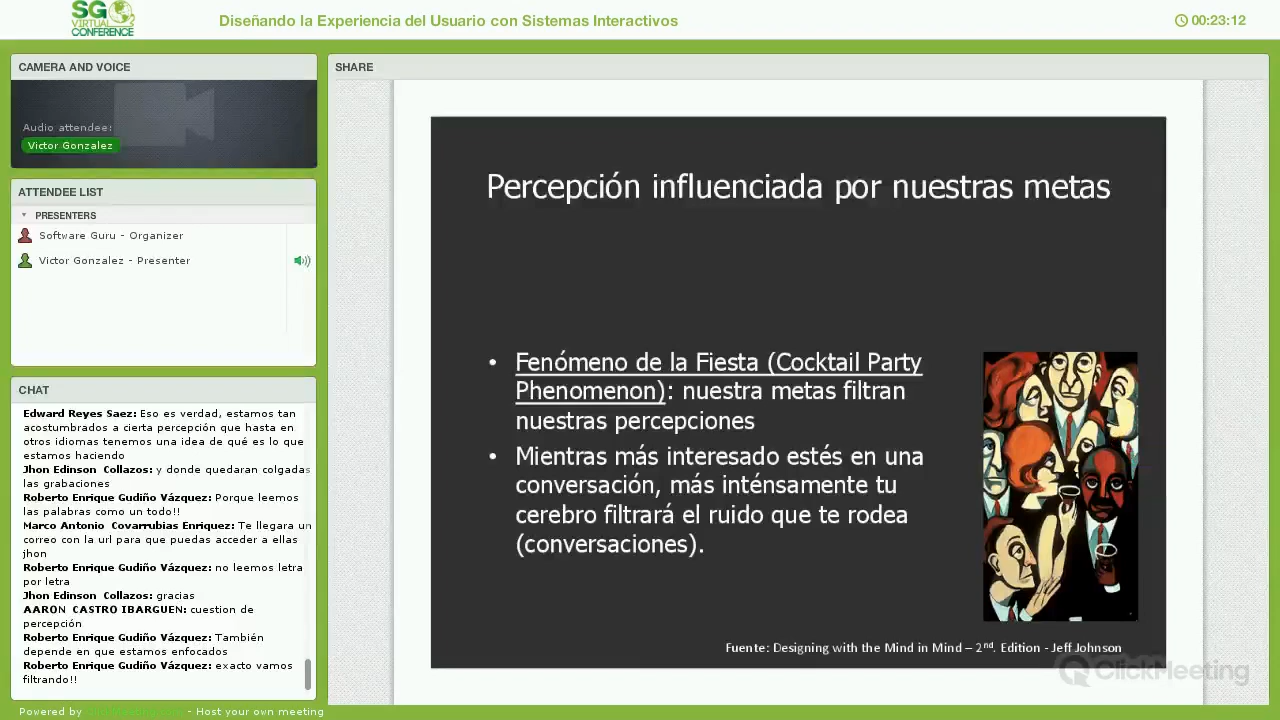 SG
VIRTUAL
CONFERENCE
Diseñando la Experiencia del Usuario con Sistemas Interactivos
00:23:12
CAMERA AND VOICE
Audio attendee:
Victor Gonzalez
ATTENDEE LIST
PRESENTERS
Software Guru - Organizer
Victor Gonzalez - Presenter
CHAT
Edward Reyes Saez: Eso es verdad, estamos tan
acostumbrados a cierta percepción que hasta en
otros idiomas tenemos una idea de qué es lo que
estamos haciendo
Jhon Edinson Collazos: y donde quedaran colgadas
las grabaciones
Roberto Enrique Gudiño Vázquez: Porque leemos
las palabras como un todo!!
Marco Antonio Covarrubias Enriquez: Te llegara un
correo con la url para que puedas acceder a ellas
jhon
Roberto Enrique Gudiño Vázquez: no leemos letra
por letra
Jhon Edinson Collazos: gracias
AARON CASTRO IBARGUEN: cuestion de
percepción
Roberto Enrique Gudiño Vázquez: También
depende en que estamos enfocados
Roberto Enrique Gudiño Vázquez: exacto vamos
filtrando!!
Powered by - Host your own meeting
SHARE
Percepción influenciada por nuestras metas
• Fenómeno de la Fiesta (Cocktail Party
Phenomenon): nuestra metas filtran
nuestras percepciones
• Mientras más interesado estés en una
conversación, más inténsamente tu
cerebro filtrará el ruido que te rodea
(conversaciones).
Fuente: Designing with the Mind in Mind – 2nd. Edition - Jeff Johnson
ClickMeeting